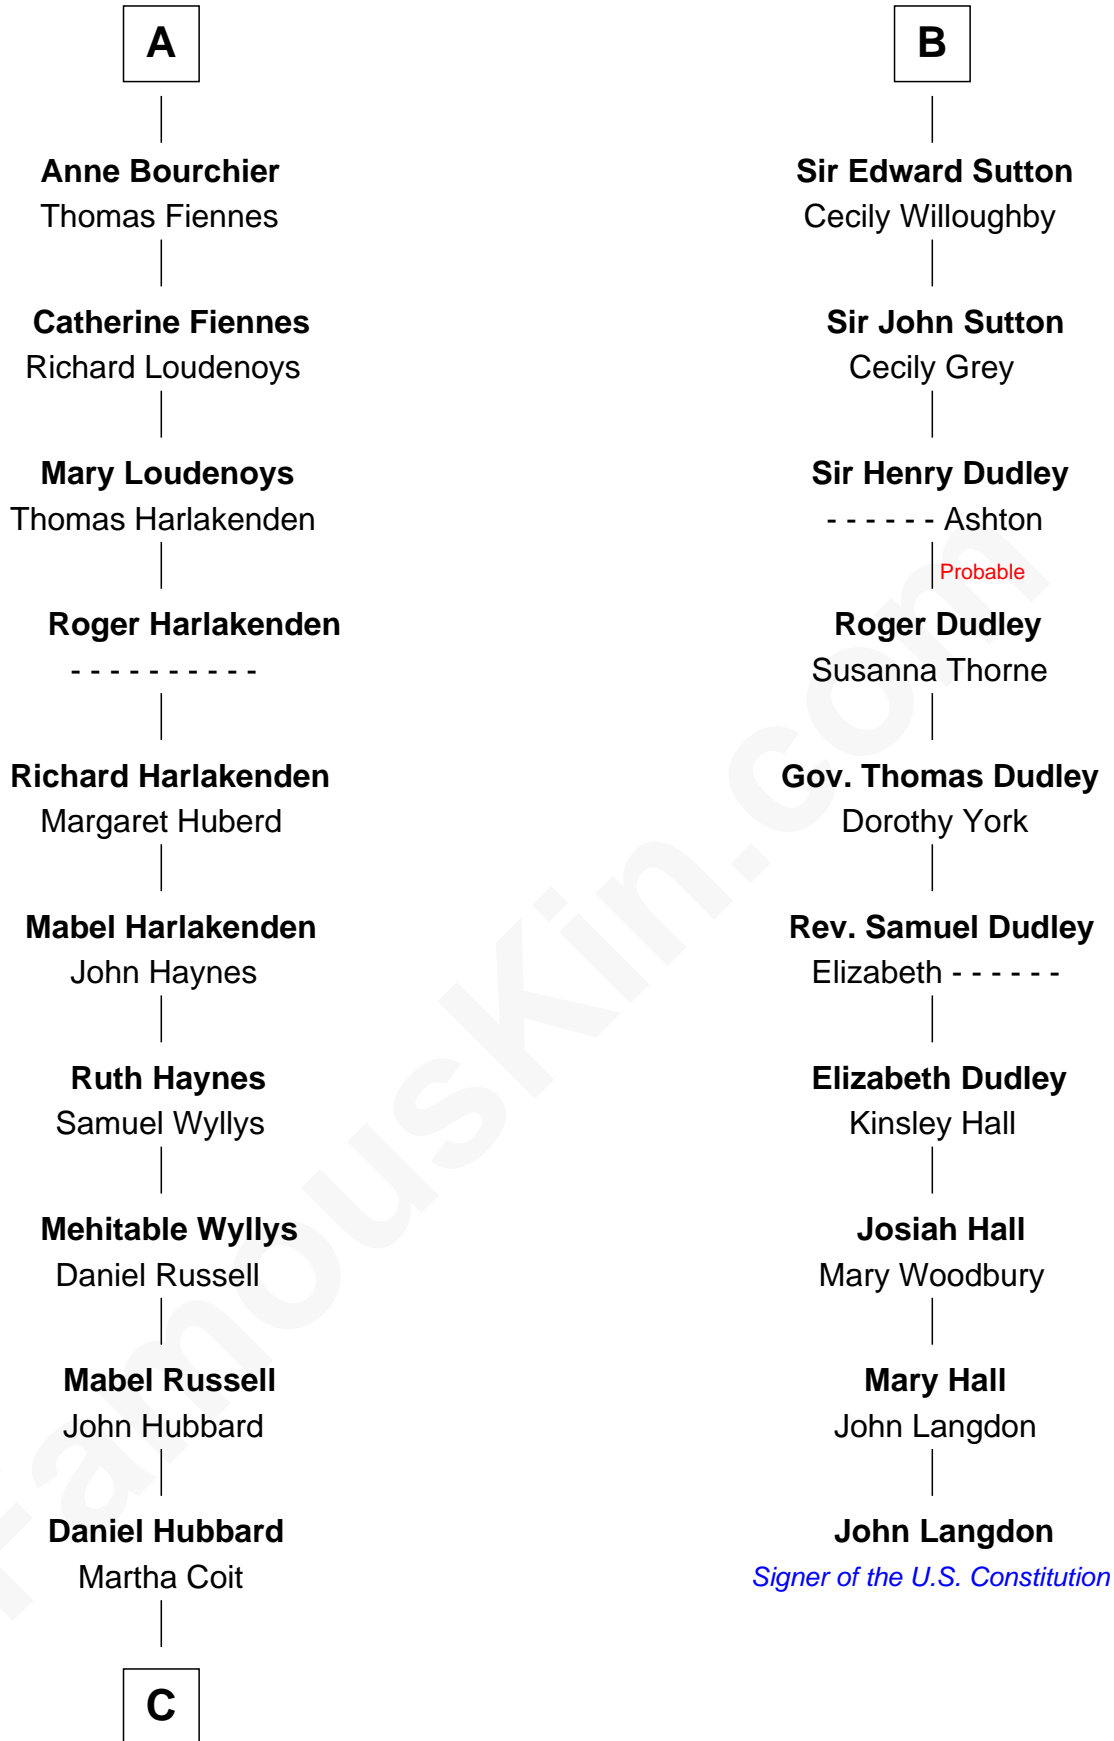 A
Anne Bourchier
Thomas Fiennes
Catherine Fiennes
Richard Loudenoys
Mary Loudenoys
Thomas Harlakenden
Roger Harlakenden
- - - - - - - - - -
Richard Harlakenden
Margaret Huberd
Mabel Harlakenden
John Haynes
Ruth Haynes
Samuel Wyllys
Mehitable Wyllys
Daniel Russell
Mabel Russell
John Hubbard
Daniel Hubbard
Martha Coit
C
B
Sir Edward Sutton
Cecily Willoughby
Sir John Sutton
Cecily Grey
Sir Henry Dudley
- - - - - - Ashton
Probable
Roger Dudley
Susanna Thorne
Gov. Thomas Dudley
Dorothy York
Rev. Samuel Dudley
Elizabeth - - - - - -
Elizabeth Dudley
Kinsley Hall
Josiah Hall
Mary Woodbury
Mary Hall
John Langdon
John Langdon
Signer of the U.S. Constitution
FamousKin.com